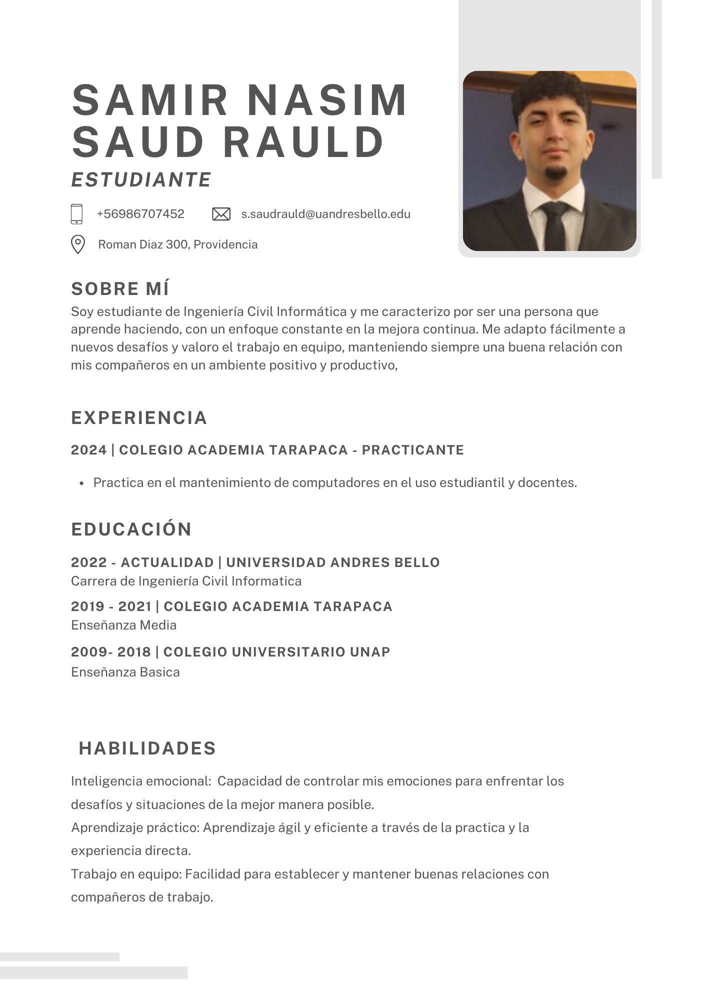 SAMIR NASIM
SAUD RAULD
ESTUDIANTE
+56986707452 s.saudrauld@uandresbello.edu
Roman Diaz 300, Providencia
SOBRE MÍ
Soy estudiante de Ingeniería Civil Informática y me caracterizo por ser una persona que
aprende haciendo, con un enfoque constante en la mejora continua. Me adapto fácilmente a
nuevos desafíos y valoro el trabajo en equipo, manteniendo siempre una buena relación con
mis compañeros en un ambiente positivo y productivo,
EXPERIENCIA
2024 | COLEGIO ACADEMIA TARAPACA - PRACTICANTE
• Practica en el mantenimiento de computadores en el uso estudiantil y docentes.
EDUCACIÓN
2022 - ACTUALIDAD | UNIVERSIDAD ANDRES BELLO
Carrera de Ingeniería Civil Informatica
2019 - 2021 | COLEGIO ACADEMIA TARAPACA
Enseñanza Media
2009- 2018 | COLEGIO UNIVERSITARIO UNAP
Enseñanza Basica
HABILIDADES
Inteligencia emocional:  Capacidad de controlar mis emociones para enfrentar los
desafíos y situaciones de la mejor manera posible.
Aprendizaje práctico: Aprendizaje ágil y eficiente a través de la practica y la
experiencia directa.
Trabajo en equipo: Facilidad para establecer y mantener buenas relaciones con
compañeros de trabajo.